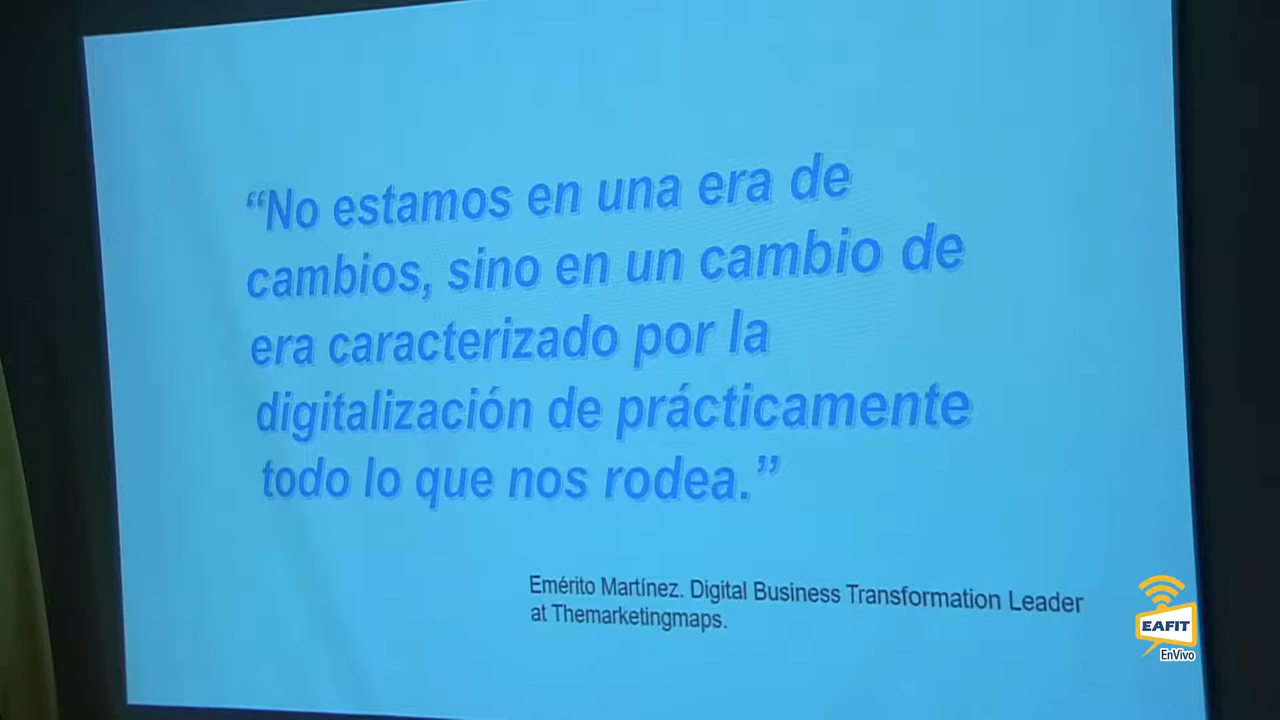 “No estamos en una era de
cambios, sino en un cambio de
era caracterizado por la
digitalización de prácticamente
todo lo que nos rodea.”
Emérito Martínez. Digital Business Transformation Leader
at Themarketingmaps.
EAFIT
EnVivo